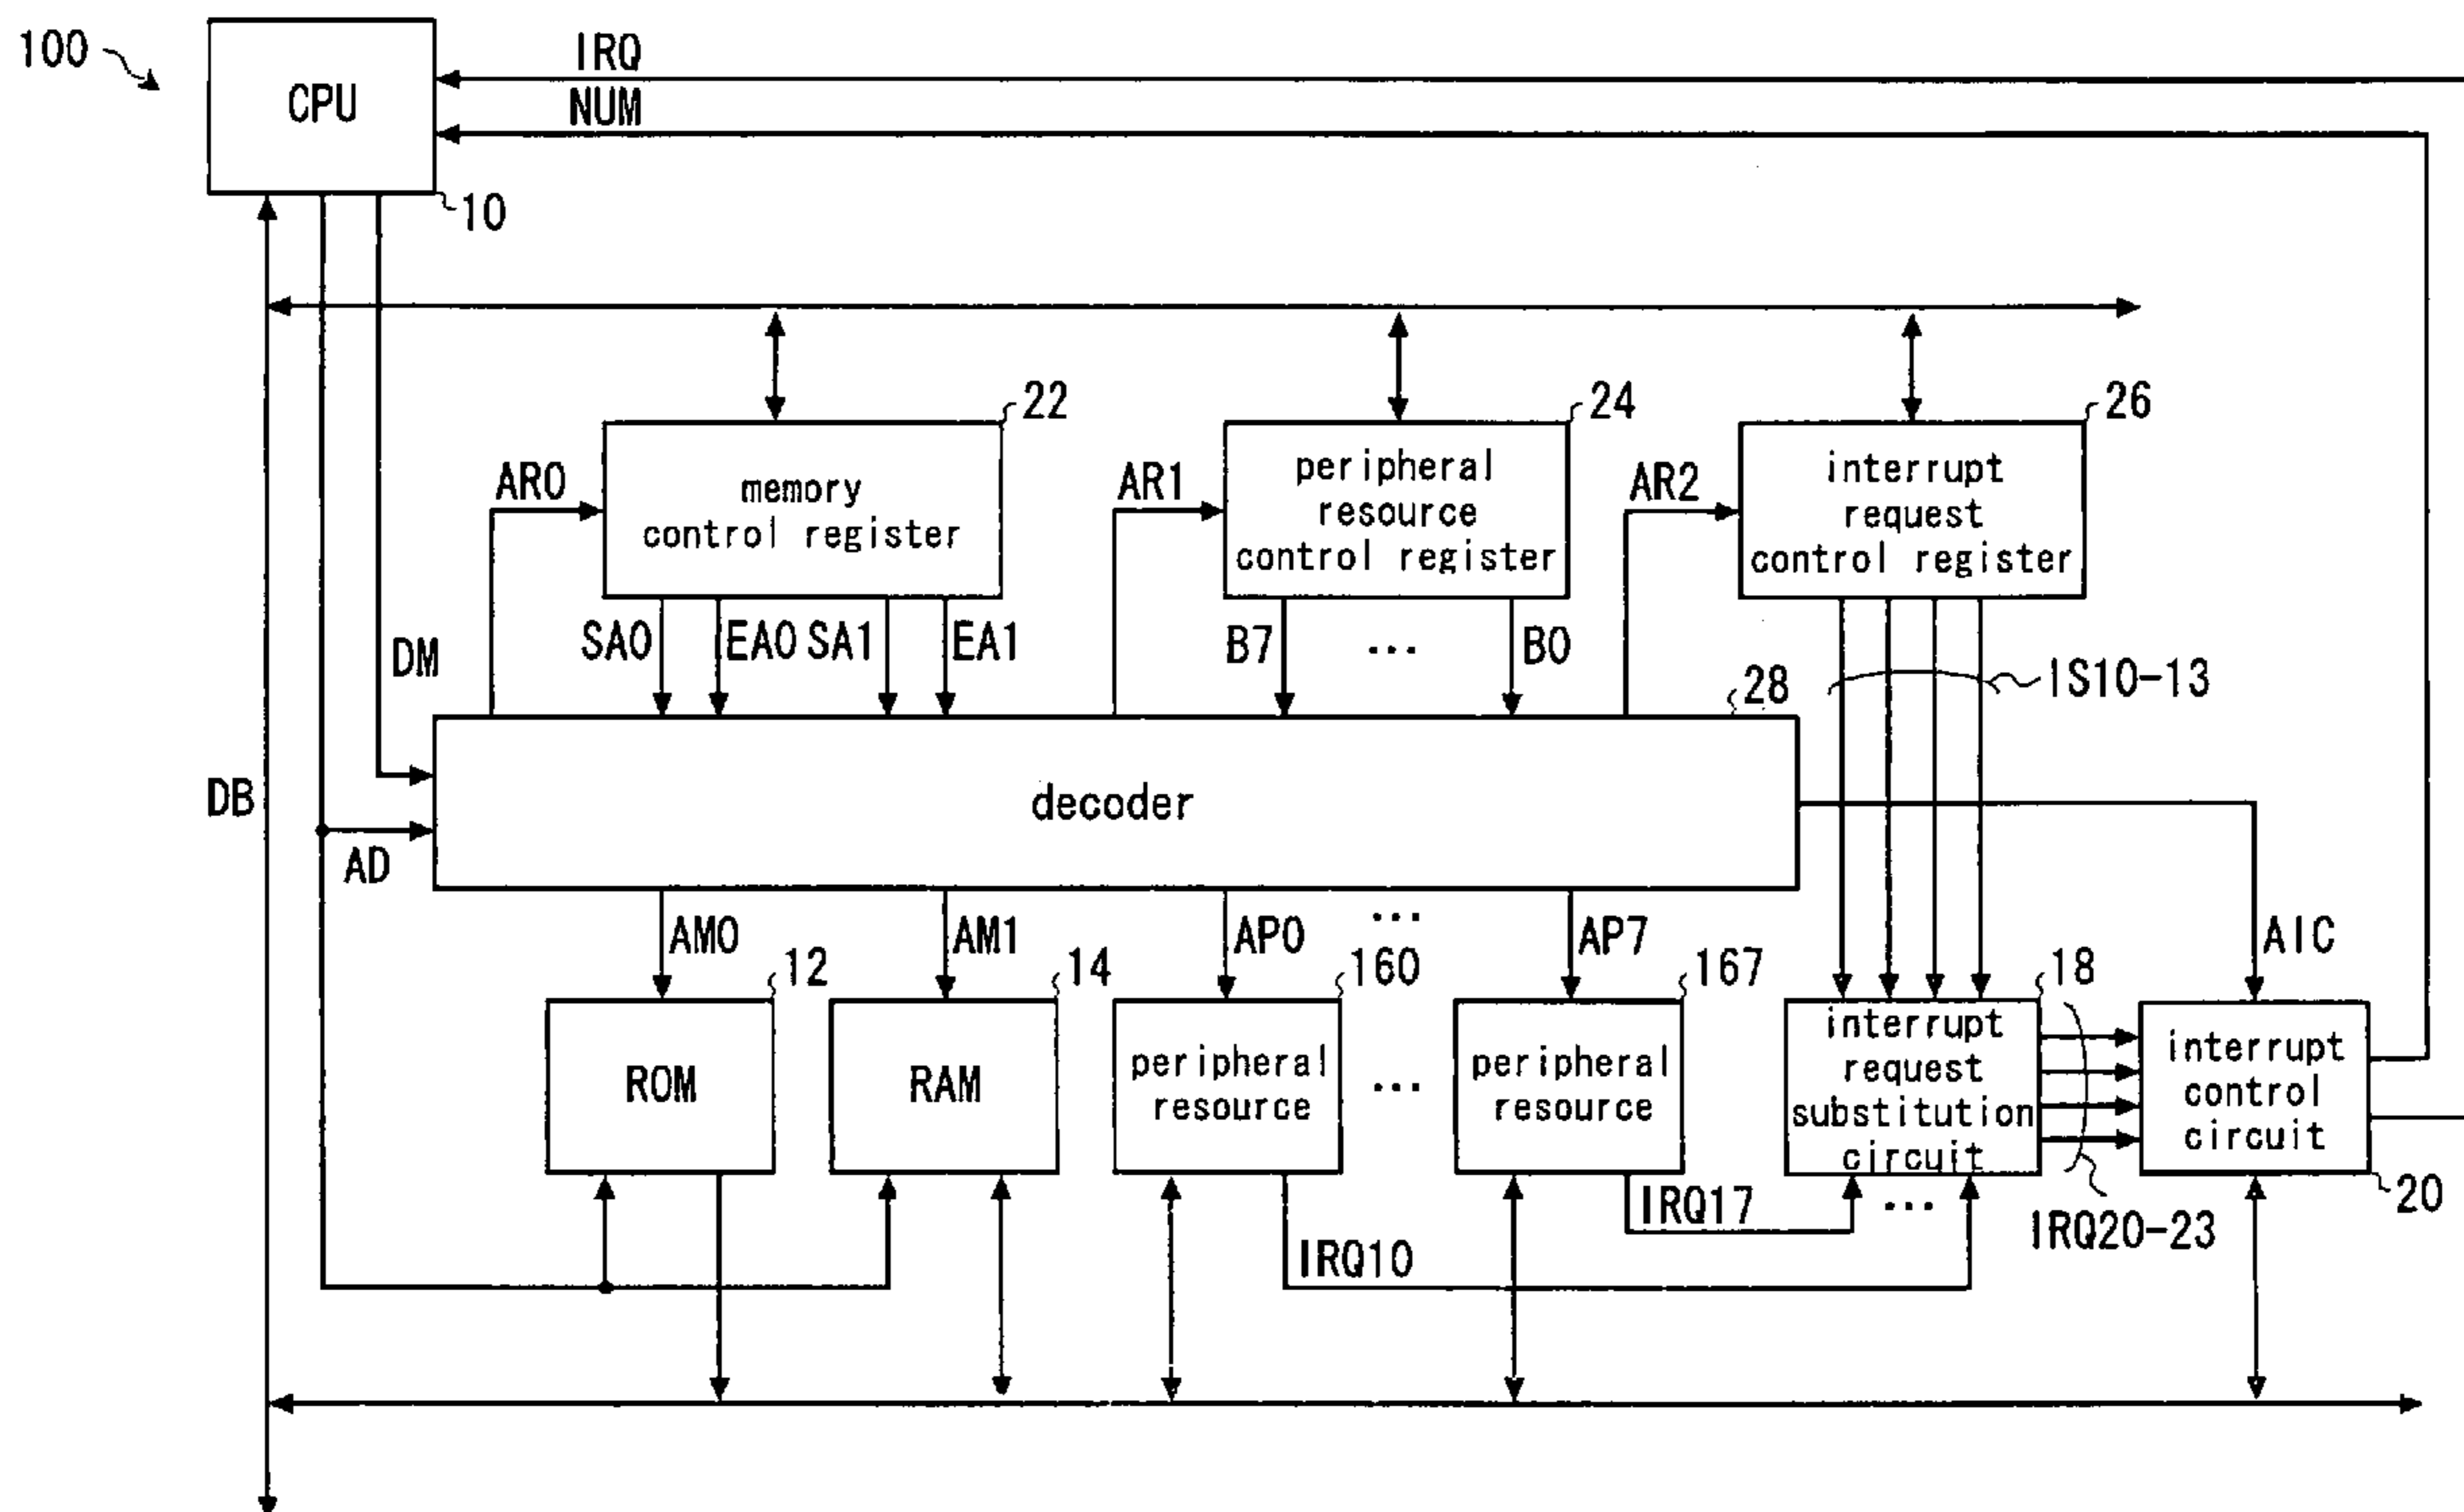 100
CPU
IRQ
NUM
10
22
24
26
AR0
memory
control register
AR1
peripheral
resource
control register
AR2
interrupt
request
control register
DM
SA0
EA0
SA1
EA1
B7
...
B0
28
IS10-13
DB
decoder
AD
AM0
AM1
AP0
...
AP7
AIC
12
14
160
167
18
ROM
RAM
peripheral
resource
...
peripheral
resource
interrupt
request
substitution
circuit
interrupt
control
circuit
20
IRQ17
...
IRQ20-23
IRQ10